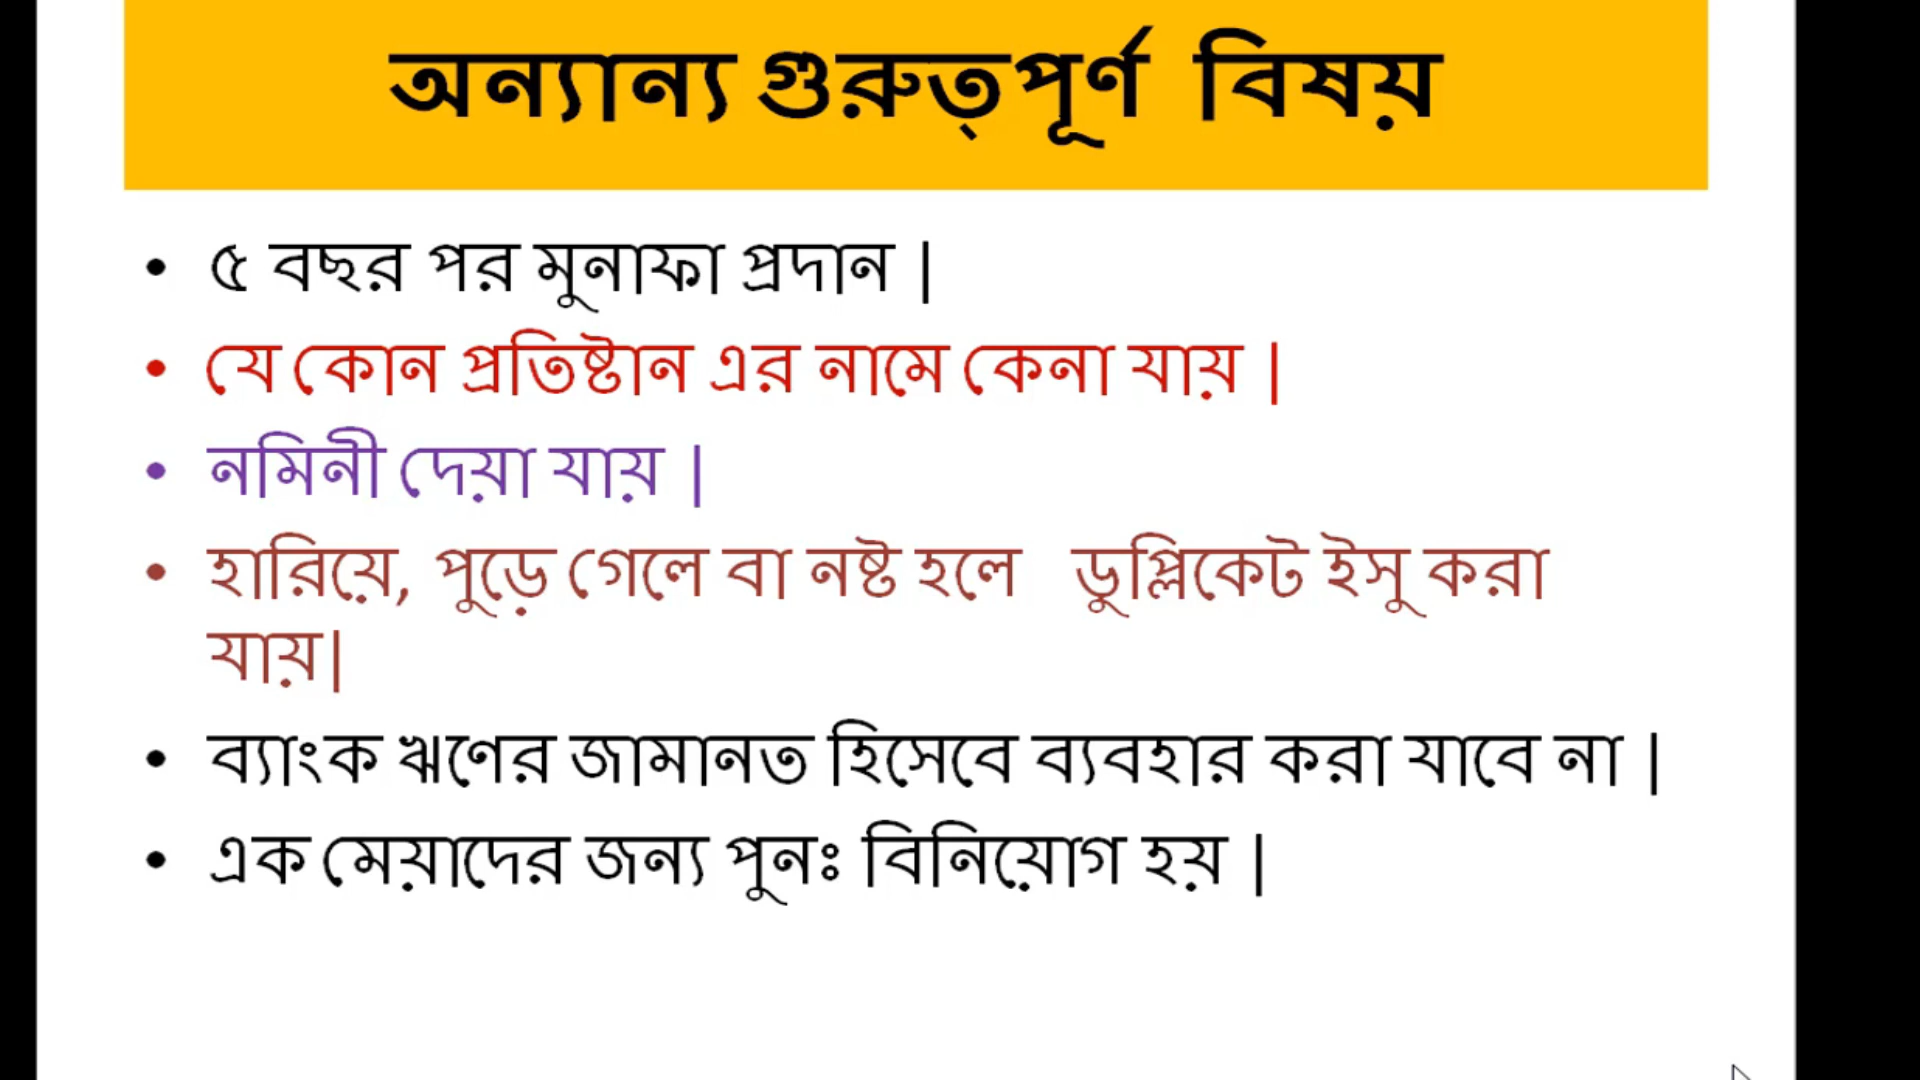 অন্যান্য গুরুত্পূর্ণ বিষয়
• ৫ বছর পর মুনাফা প্রদান |
• যে কোন প্রতিষ্টান এর নামে কেনা যায় |
• নমিনী দেয়া যায় |
• হারিয়ে, পুড়ে গেলে বা নষ্ট হলে ডুপ্লিকেট ইসু করা
যায়|
• ব্যাংক ঋণের জামানত হিসেবে ব্যবহার করা যাবে না |
• এক মেয়াদের জন্য পুনঃ বিনিয়োগ হয় |